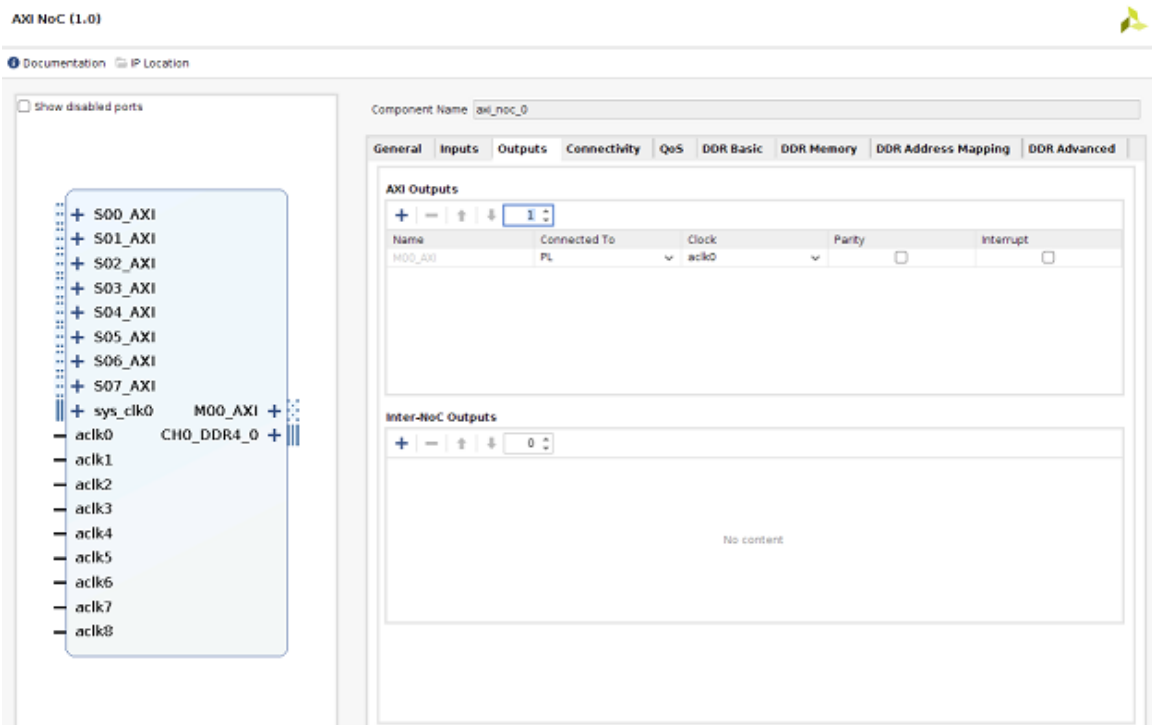 AXI NoC (1.0)
Documentation IP Location
Show disabled ports
S00_AXI
S01_AXI
S02_AXI
S03_AXI
S04_AXI
S05_AXI
S06_AXI
S07_AXI
sys_clk0 M00_AXI
aclk0 CH0_DDR4_0
aclk1
aclk2
aclk3
aclk4
aclk5
aclk6
aclk7
aclk8
Component Name axi_noc_0
General Inputs Outputs Connectivity QoS DDR Basic DDR Memory DDR Address Mapping DDR Advanced
AXI Outputs
1
Name Connected To Clock Parity Interrupt
M00_AXI PL aclk0
Inter-NoC Outputs
0
No content